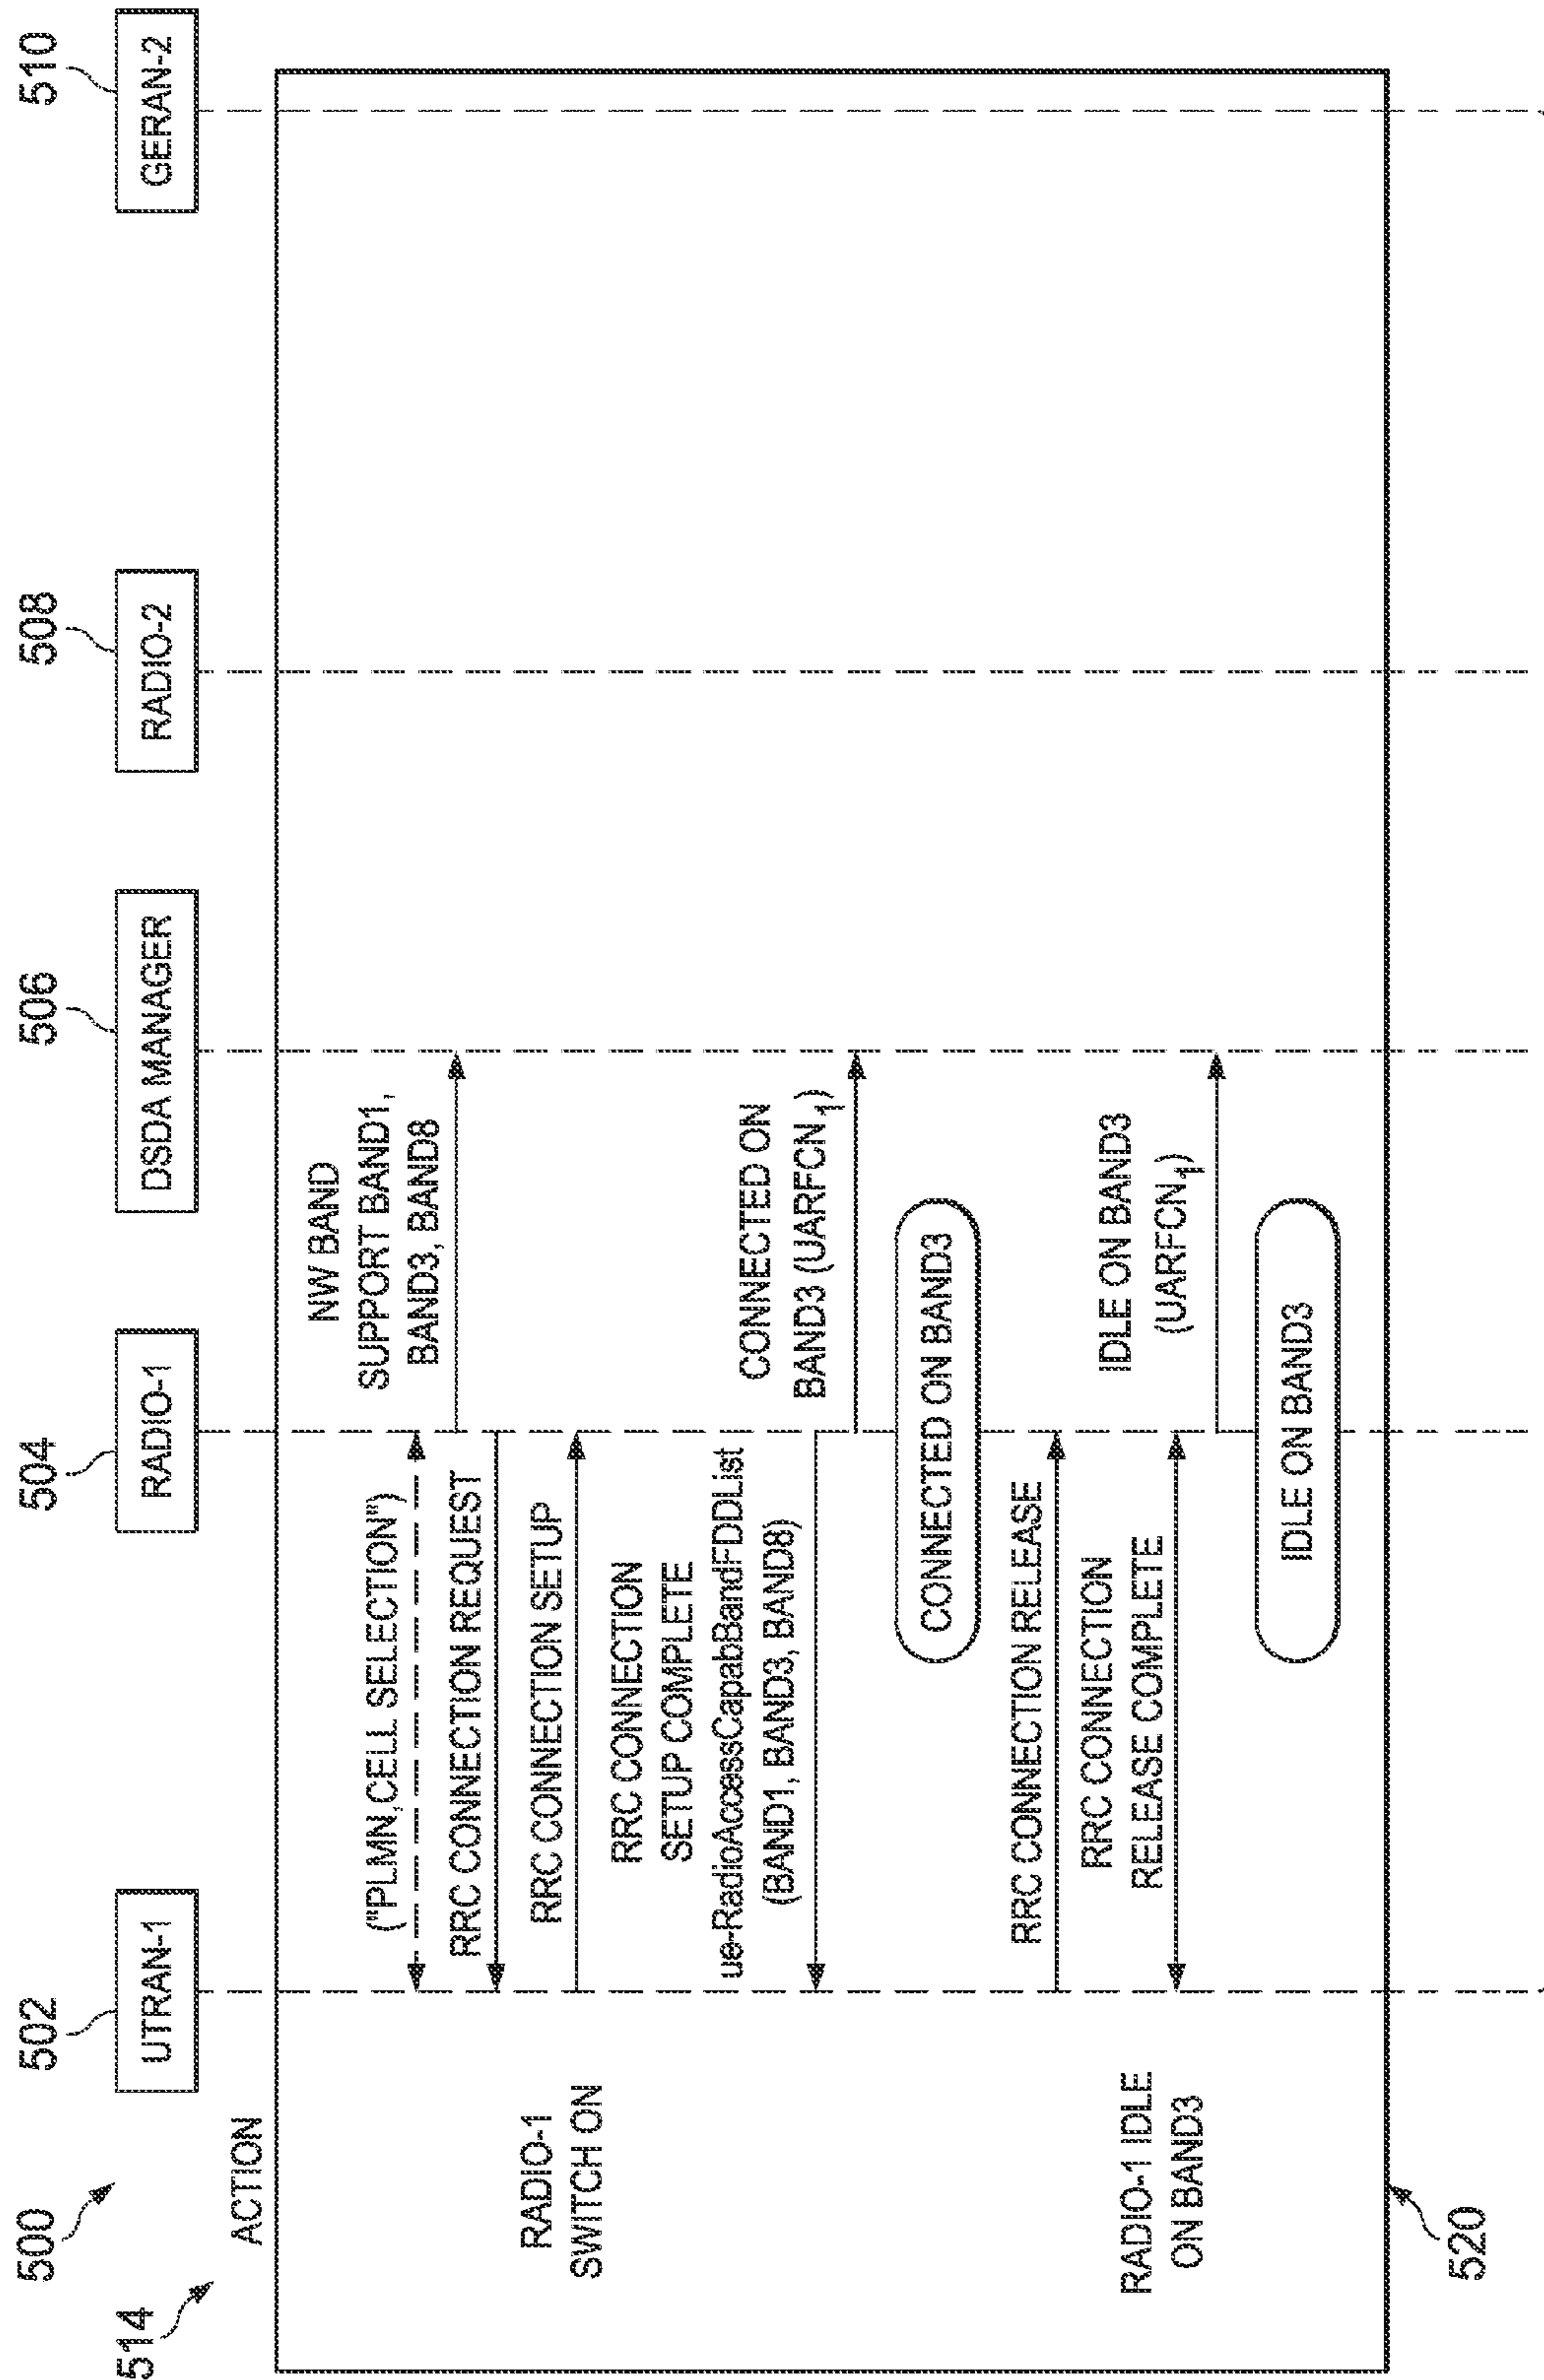 500
514
ACTION
502
UTRAN-1
504
RADIO-1
506
DSDA MANAGER
508
RADIO-2
510
GERAN-2
RADIO-1
SWITCH ON
("PLMN,CELL SELECTION")
NW BAND
SUPPORT BAND1,
BAND3, BAND8
RRC CONNECTION REQUEST
RRC CONNECTION SETUP
RRC CONNECTION
SETUP COMPLETE
ue-RadioAccessCapabBandFDDList
(BAND1, BAND3, BAND8)
CONNECTED ON
BAND3 (UARFCN₁)
CONNECTED ON BAND3
RADIO-1 IDLE
ON BAND3
RRC CONNECTION RELEASE
RRC CONNECTION
RELEASE COMPLETE
IDLE ON BAND3
(UARFCN₁)
IDLE ON BAND3
520